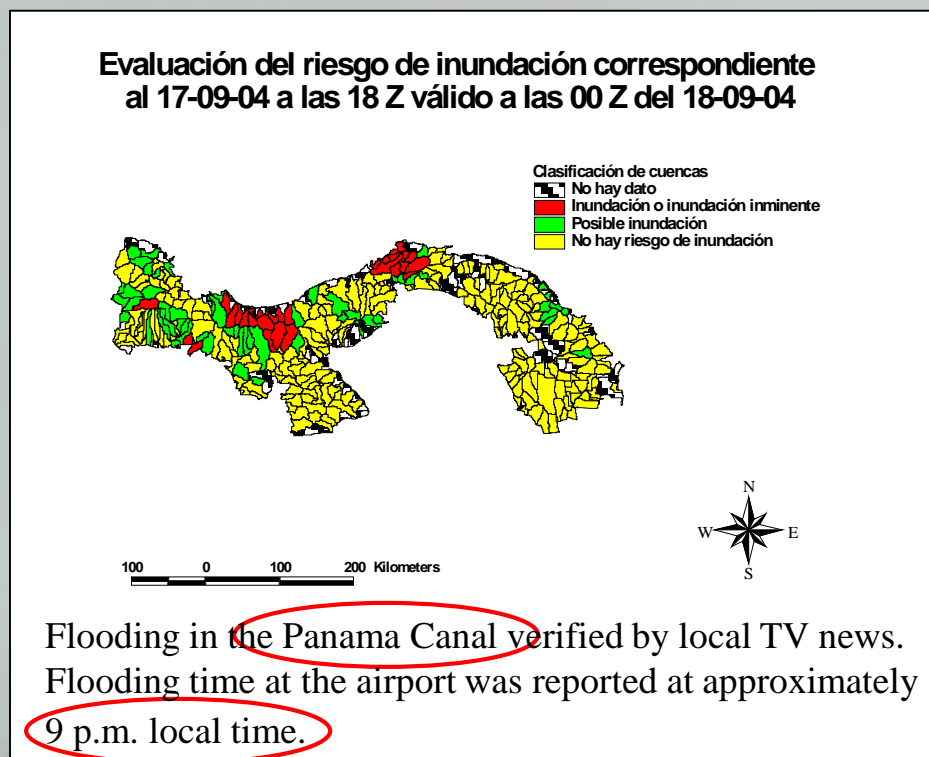 Evaluación del riesgo de inundación correspondiente
al 17-09-04 a las 18 Z válido a las 00 Z del 18-09-04
Clasificación de cuencas
No hay dato
Inundación o inundación inminente
Posible inundación
No hay riesgo de inundación
N
W E
S
100 0 100 200 Kilometers
Flooding in the Panama Canal verified by local TV news.
Flooding time at the airport was reported at approximately
9 p.m. local time.